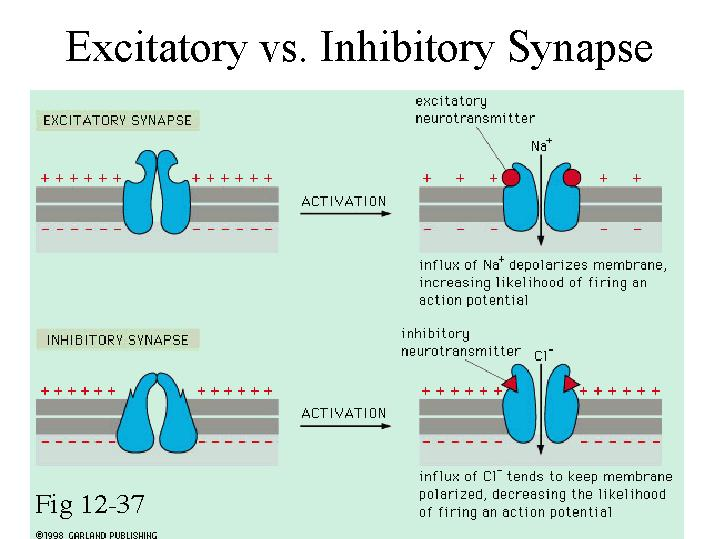 Excitatory vs. Inhibitory Synapse
EXCITATORY SYNAPSE
excitatory
neurotransmitter
Na⁺
+ + + + + + + + + + + +
+ + + + +
ACTIVATION
- - - - - - - - - - - -
- - - -
influx of Na⁺ depolarizes membrane,
increasing likelihood of firing an
action potential
INHIBITORY SYNAPSE
inhibitory
neurotransmitter
Cl⁻
+ + + + + + + + + + + +
+ + + + + + + + + + + +
ACTIVATION
- - - - - - - - - - - -
- - - - - - - - - - - -
influx of Cl⁻ tends to keep membrane
polarized, decreasing the likelihood
of firing an action potential
Fig 12-37
©1998 GARLAND PUBLISHING